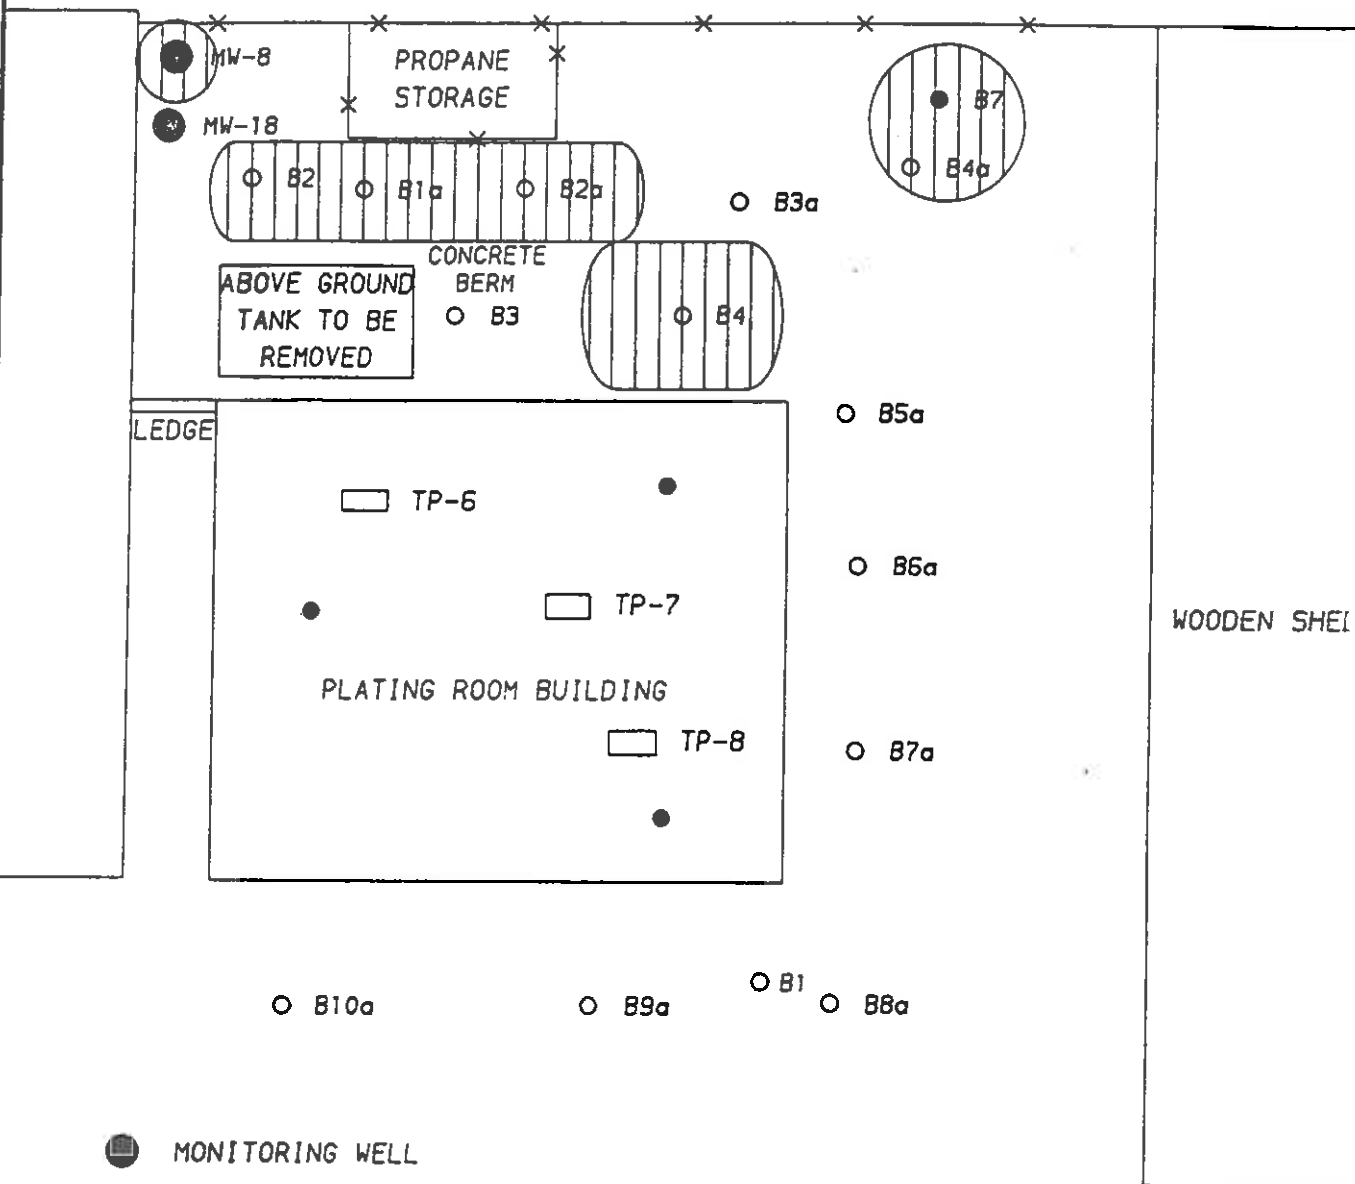 MW-8
PROPANE
STORAGE
B7
MW-18
B2
B1a
B2a
B4a
B3a
CONCRETE
BERM
ABOVE GROUND
TANK TO BE
REMOVED
B3
B4
B5a
LEDGE
TP-6
B6a
TP-7
WOODEN
PLATING ROOM BUILDING
TP-8
B7a
B1
B10a
B9a
B8a
MONITORING WELL